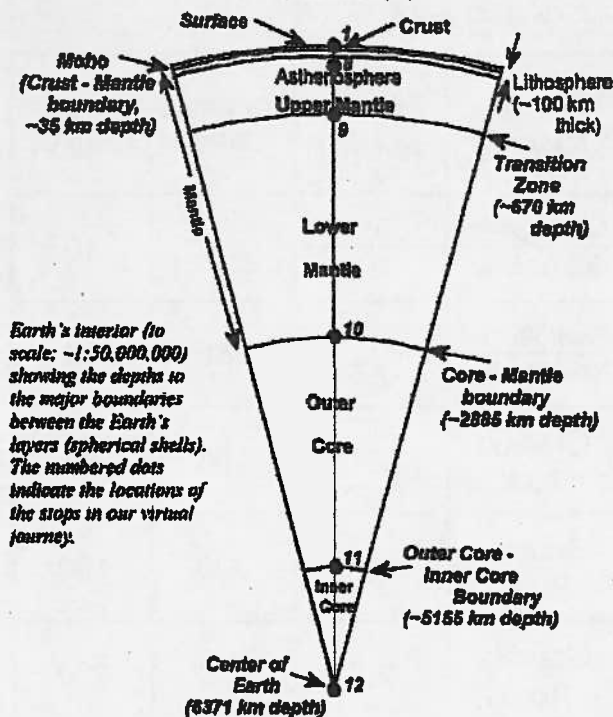 Surface
1
Crust
Moho
(Crust - Mantle
boundary,
~35 km depth)
Asthenosphere
Upper Mantle
9
Lithosphere
(~100 km
thick)
Transition
Zone
(~670 km
depth)
Mantle
Lower
Mantle
10
Earth's interior (to
scale: ~1:50,000,000)
showing the depths to
the major boundaries
between the Earth's
layers (spherical shells).
The numbered dots
indicate the locations of
the stops in our virtual
journey.
Core - Mantle
boundary
(~2885 km depth)
Outer
Core
11
Outer Core -
Inner Core
Boundary
(~5155 km depth)
Inner
Core
Center of
Earth
(6371 km depth)
12